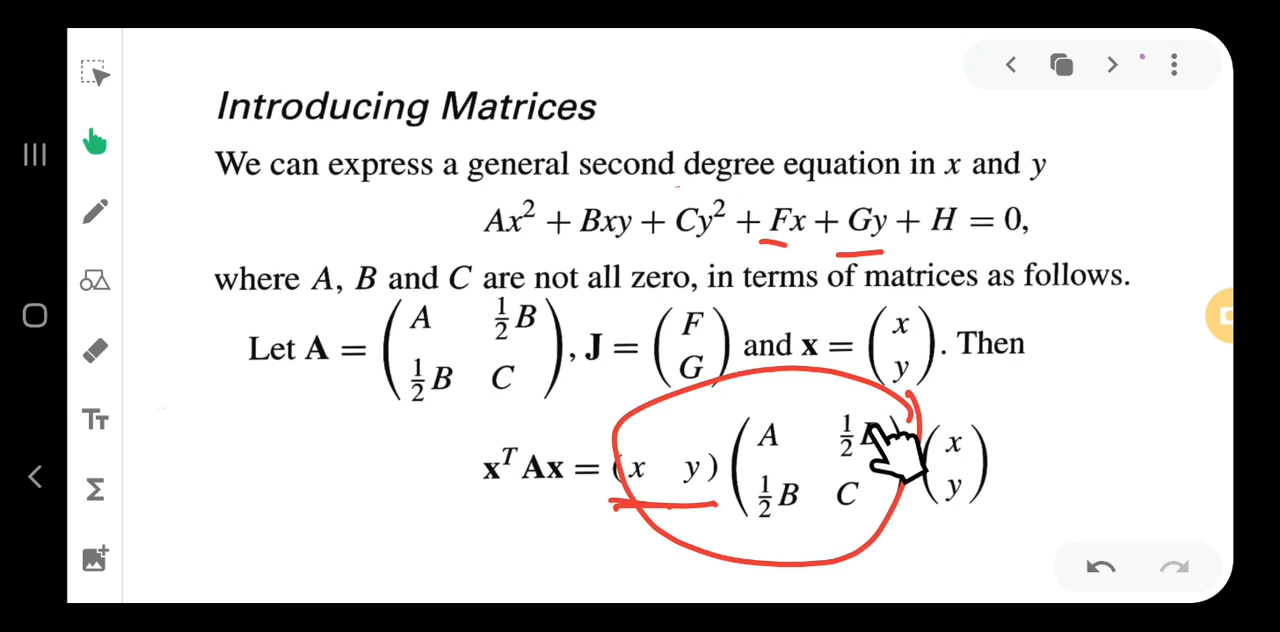 Introducing Matrices
We can express a general second degree equation in x and y
Ax² + Bxy + Cy² + Fx + Gy + H = 0,
where A, B and C are not all zero, in terms of matrices as follows.
Let A = (A ½B ½B C), J = (F G) and x = (x y). Then
xᵀAx = (x y) (A ½B ½B C) (x y)
Tт
Σ